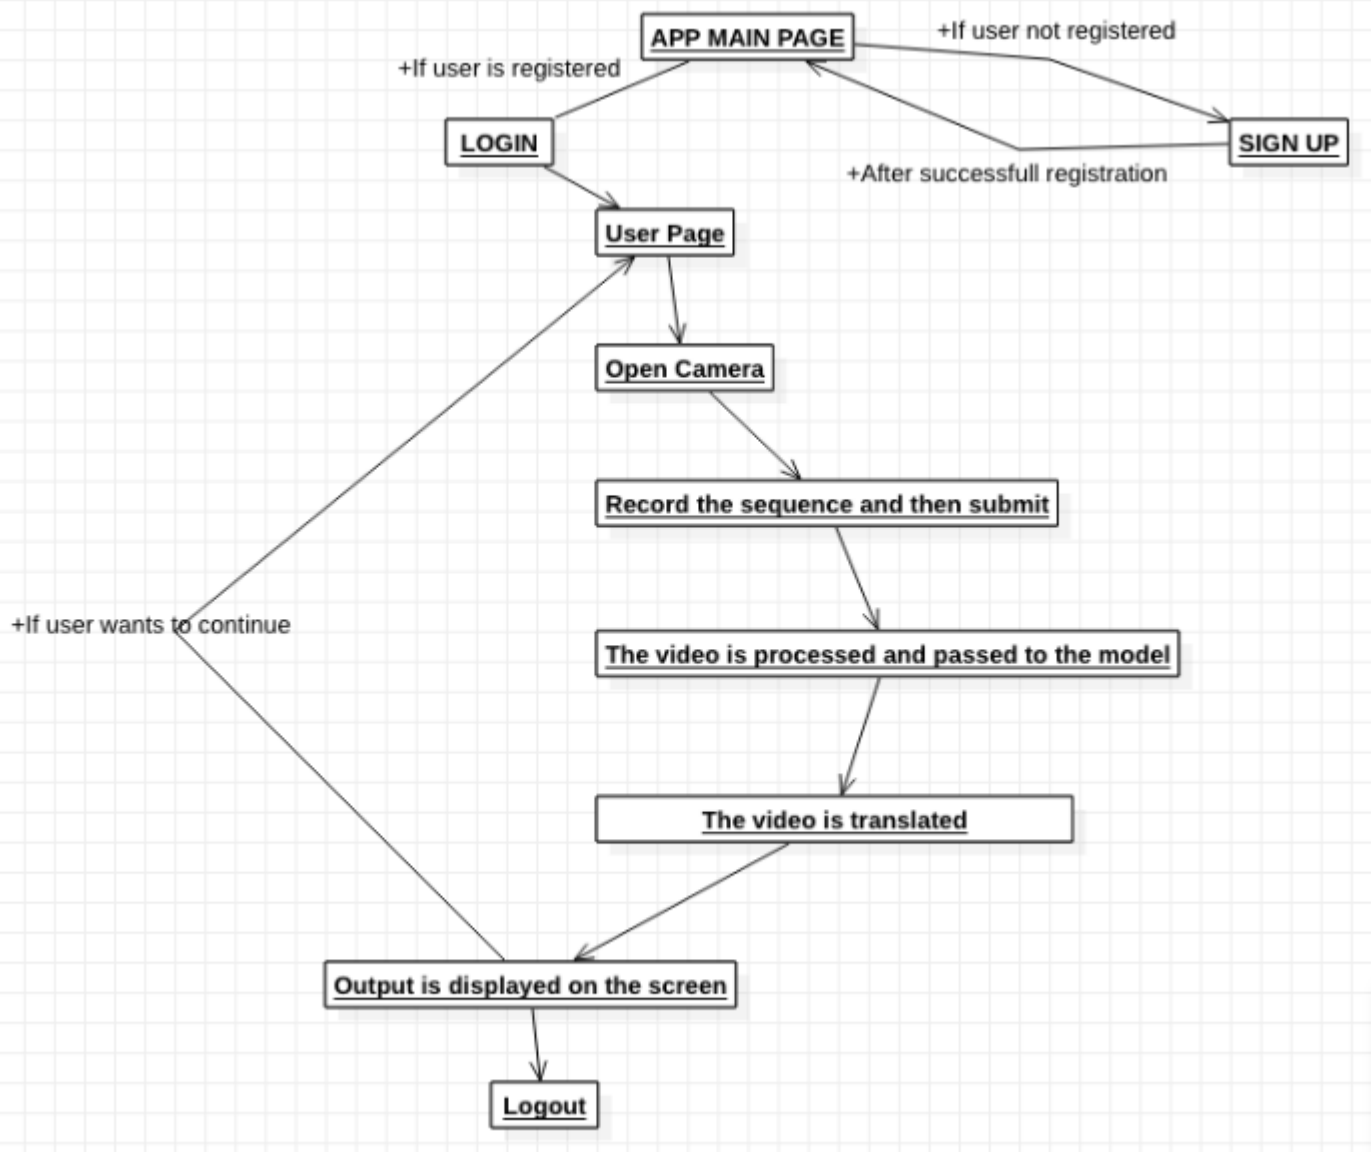 APP MAIN PAGE
+If user not registered
+If user is registered
LOGIN
SIGN UP
+After successfull registration
User Page
Open Camera
Record the sequence and then submit
+If user wants to continue
The video is processed and passed to the model
The video is translated
Output is displayed on the screen
Logout